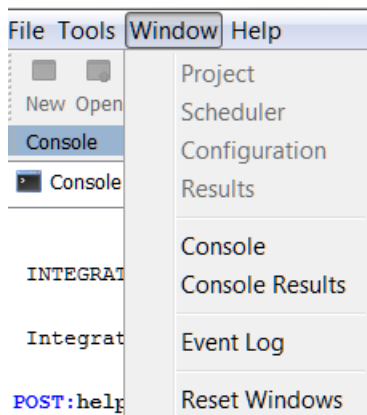 File Tools Window Help
New Open
Console
Console
INTEGRAT
Integrat
POST:help
Project
Scheduler
Configuration
Results
Console
Console Results
Event Log
Reset Windows